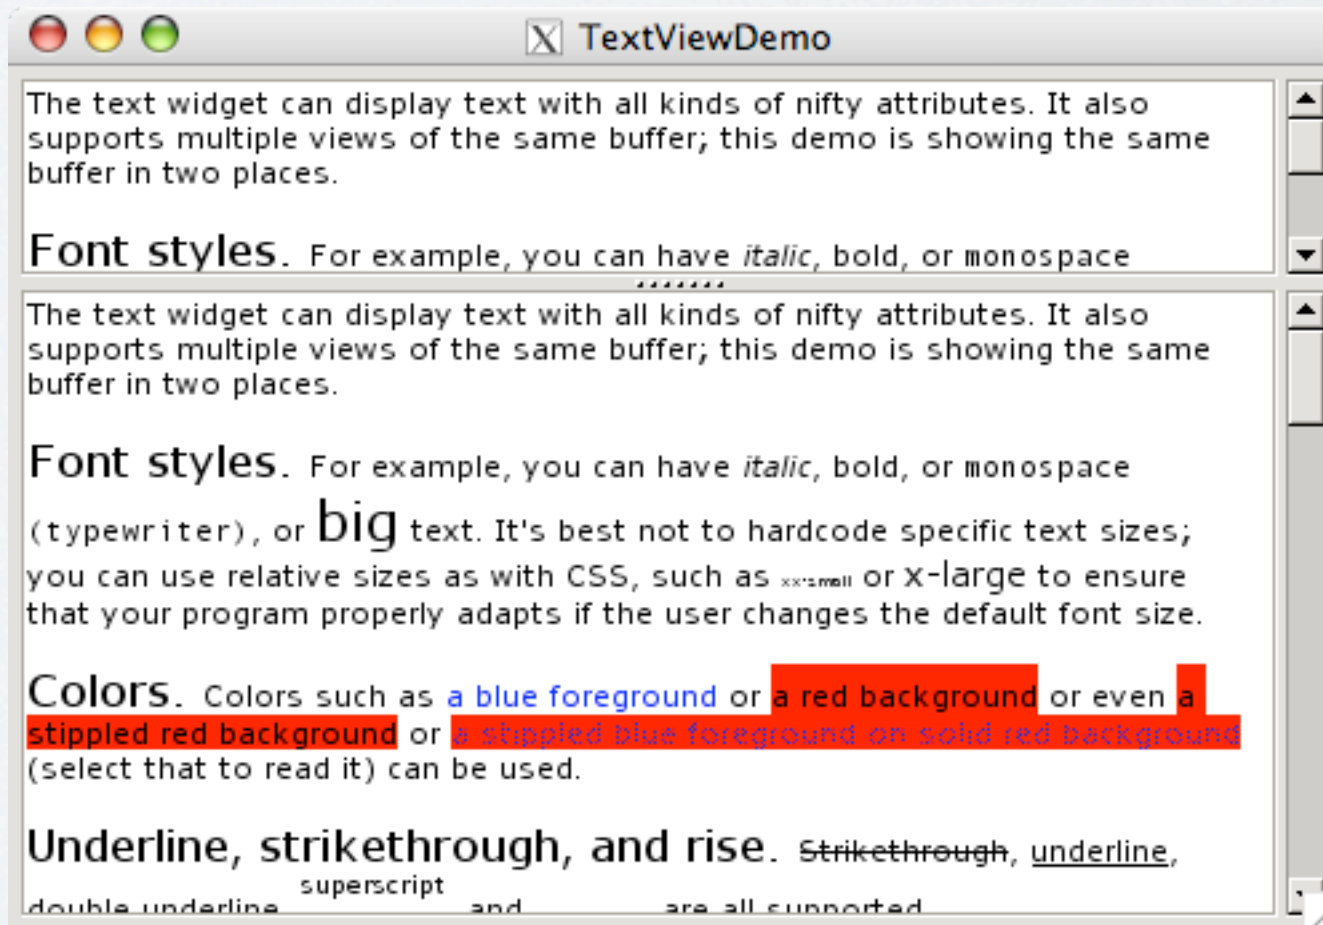 TextViewDemo
The text widget can display text with all kinds of nifty attributes. It also
supports multiple views of the same buffer; this demo is showing the same
buffer in two places.
Font styles. For example, you can have italic, bold, or monospace
The text widget can display text with all kinds of nifty attributes. It also
supports multiple views of the same buffer; this demo is showing the same
buffer in two places.
Font styles. For example, you can have italic, bold, or monospace
(typewriter), or big text. It's best not to hardcode specific text sizes;
you can use relative sizes as with CSS, such as xx-small or x-large to ensure
that your program properly adapts if the user changes the default font size.
Colors. Colors such as a blue foreground or a red background or even a
stippled red background or a stippled blue foreground on solid red background
(select that to read it) can be used.
Underline, strikethrough, and rise. Strikethrough, underline,
double underline, superscript and are all supported